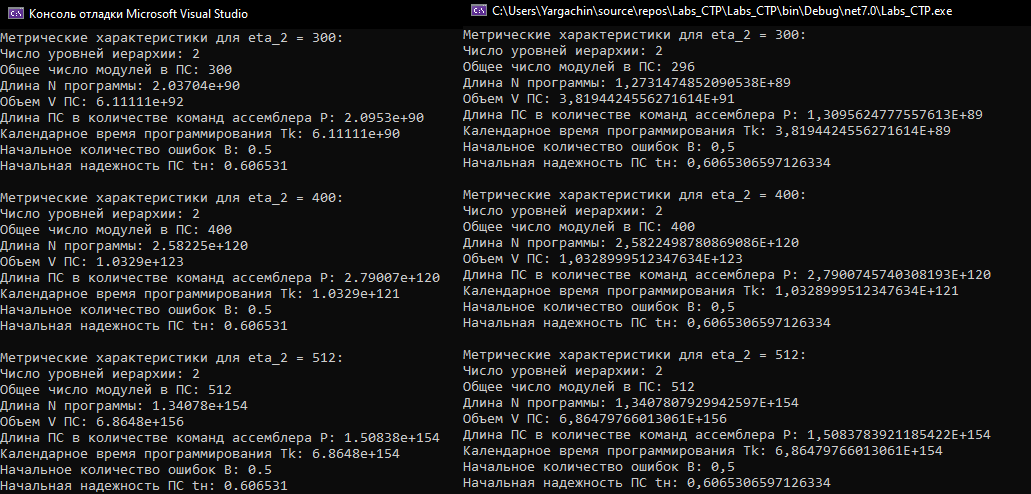 Консоль отладки Microsoft Visual Studio
Метрические характеристики для eta_2 = 300:
Число уровней иерархии: 2
Общее число модулей в ПС: 300
Длина N программы: 2.03704e+90
Объем V ПС: 6.11111e+92
Длина ПС в количестве команд ассемблера P: 2.0953e+90
Календарное время программирования Tk: 6.11111e+90
Начальное количество ошибок B: 0.5
Начальная надежность ПС tн: 0.606531
Метрические характеристики для eta_2 = 400:
Число уровней иерархии: 2
Общее число модулей в ПС: 400
Длина N программы: 2.58225e+120
Объем V ПС: 1.0329e+123
Длина ПС в количестве команд ассемблера P: 2.79007e+120
Календарное время программирования Tk: 1.0329e+121
Начальное количество ошибок B: 0.5
Начальная надежность ПС tн: 0.606531
Метрические характеристики для eta_2 = 512:
Число уровней иерархии: 2
Общее число модулей в ПС: 512
Длина N программы: 1.34078e+154
Объем V ПС: 6.8648e+156
Длина ПС в количестве команд ассемблера P: 1.50838e+154
Календарное время программирования Tk: 6.8648e+154
Начальное количество ошибок B: 0.5
Начальная надежность ПС tн: 0.606531
C:\Users\Yargachin\source\repos\Labs_CTP\Labs_CTP\bin\Debug\net7.0\Labs_CTP.exe
Метрические характеристики для eta_2 = 300:
Число уровней иерархии: 2
Общее число модулей в ПС: 296
Длина N программы: 1,2731474852090538E+89
Объем V ПС: 3,8194424556271614E+91
Длина ПС в количестве команд ассемблера P: 1,3095624777557613E+89
Календарное время программирования Tk: 3,8194424556271614E+89
Начальное количество ошибок B: 0,5
Начальная надежность ПС tн: 0,6065306597126334
Метрические характеристики для eta_2 = 400:
Число уровней иерархии: 2
Общее число модулей в ПС: 400
Длина N программы: 2,5822498780869086E+120
Объем V ПС: 1,0328999512347634E+123
Длина ПС в количестве команд ассемблера P: 2,7900745740308193E+120
Календарное время программирования Tk: 1,0328999512347634E+121
Начальное количество ошибок B: 0,5
Начальная надежность ПС tн: 0,6065306597126334
Метрические характеристики для eta_2 = 512:
Число уровней иерархии: 2
Общее число модулей в ПС: 512
Длина N программы: 1,3407807929942597E+154
Объем V ПС: 6,86479766013061E+156
Длина ПС в количестве команд ассемблера P: 1,5083783921185422E+154
Календарное время программирования Tk: 6,86479766013061E+154
Начальное количество ошибок B: 0,5
Начальная надежность ПС tн: 0,6065306597126334